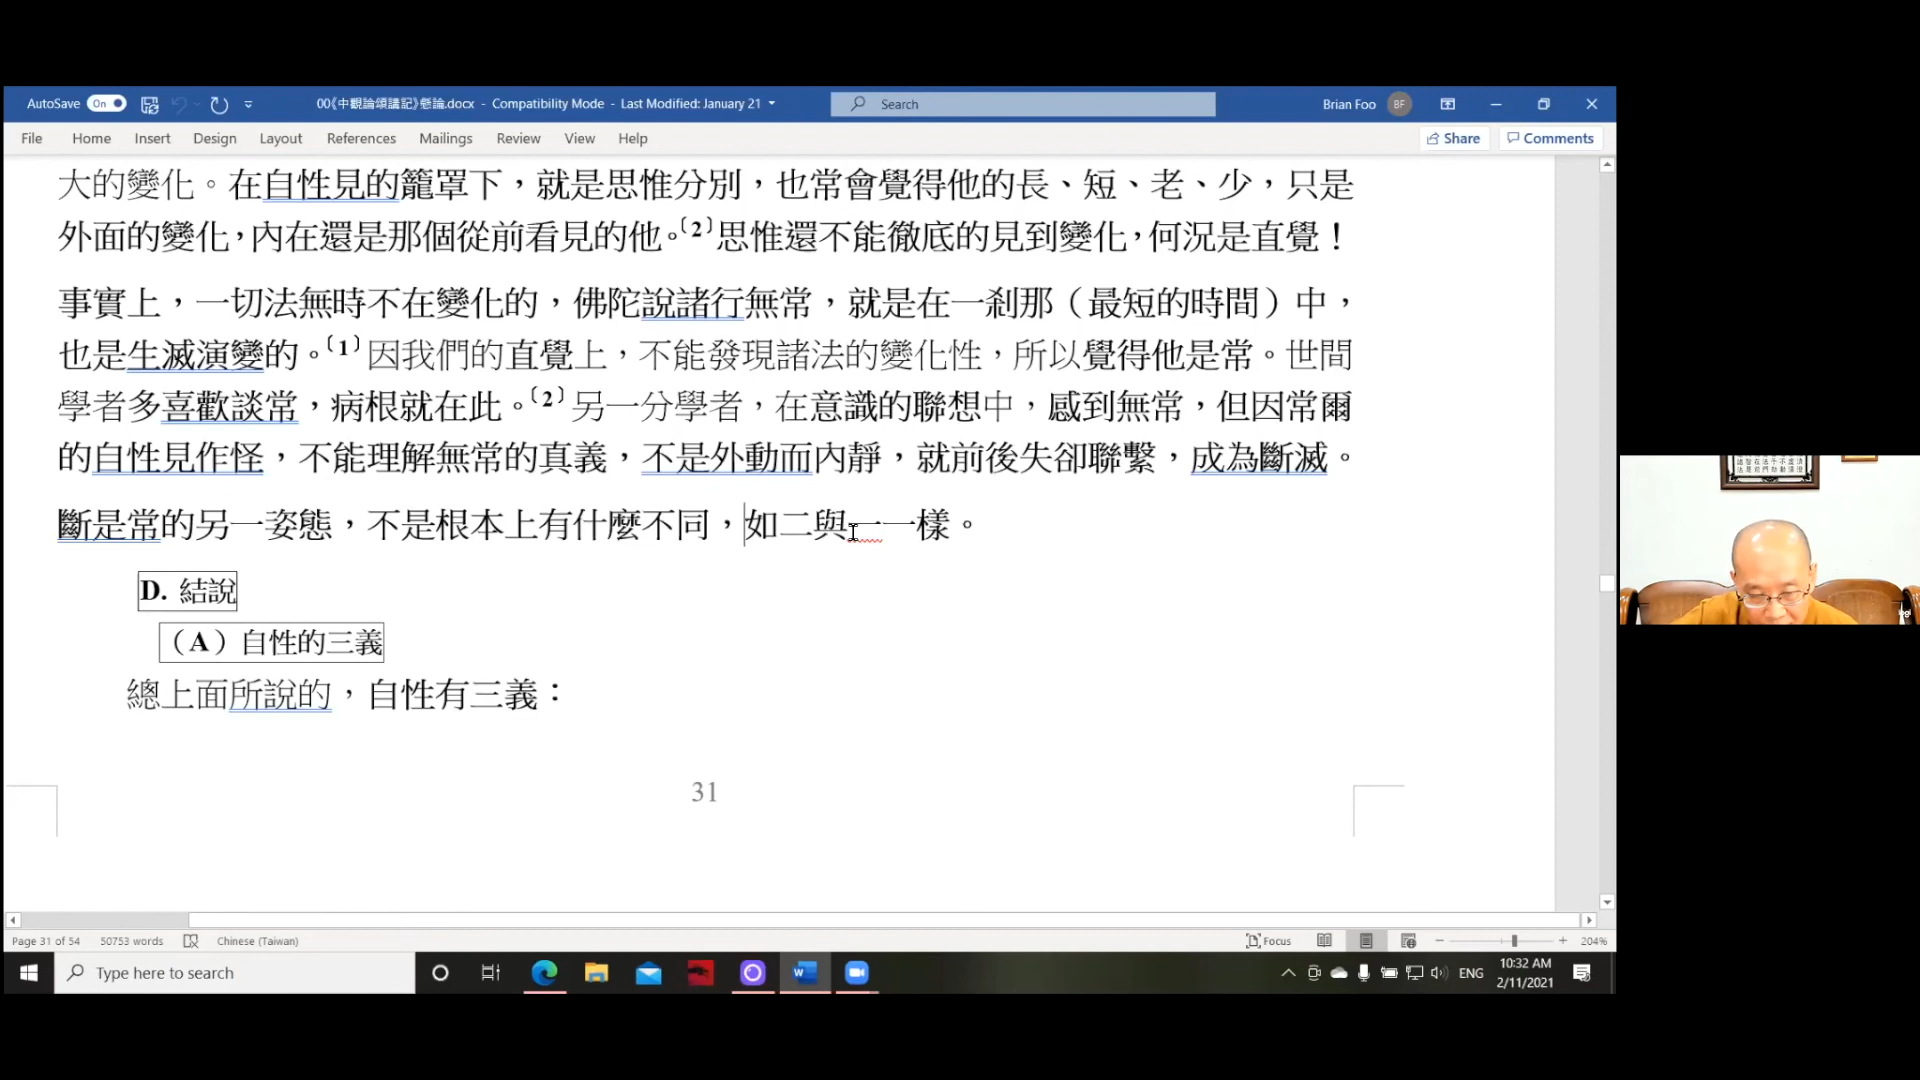 AutoSave On 00《中觀論頌講記》懸論.docx - Compatibility Mode - Last Modified: January 21 Search Brian Foo BF
File Home Insert Design Layout References Mailings Review View Help Share Comments
大的變化。在自性見的籠罩下，就是思惟分別，也常會覺得他的長、短、老、少，只是
外面的變化，內在還是那個從前看見的他。〔2〕思惟還不能徹底的見到變化，何況是直覺！
事實上，一切法無時不在變化的，佛陀說諸行無常，就是在一剎那（最短的時間）中，
也是生滅演變的。〔1〕因我們的直覺上，不能發現諸法的變化性，所以覺得他是常。世間
學者多喜歡談常，病根就在此。〔2〕另一分學者，在意識的聯想中，感到無常，但因常爾
的自性見作怪，不能理解無常的真義，不是外動而內靜，就前後失卻聯繫，成為斷滅。
斷是常的另一姿態，不是根本上有什麼不同，如二與一一樣。
D. 結說
（A）自性的三義
總上面所說的，自性有三義：
31
Page 31 of 54 50753 words Chinese (Taiwan) Focus 204%
Type here to search ENG 10:32 AM
2/11/2021